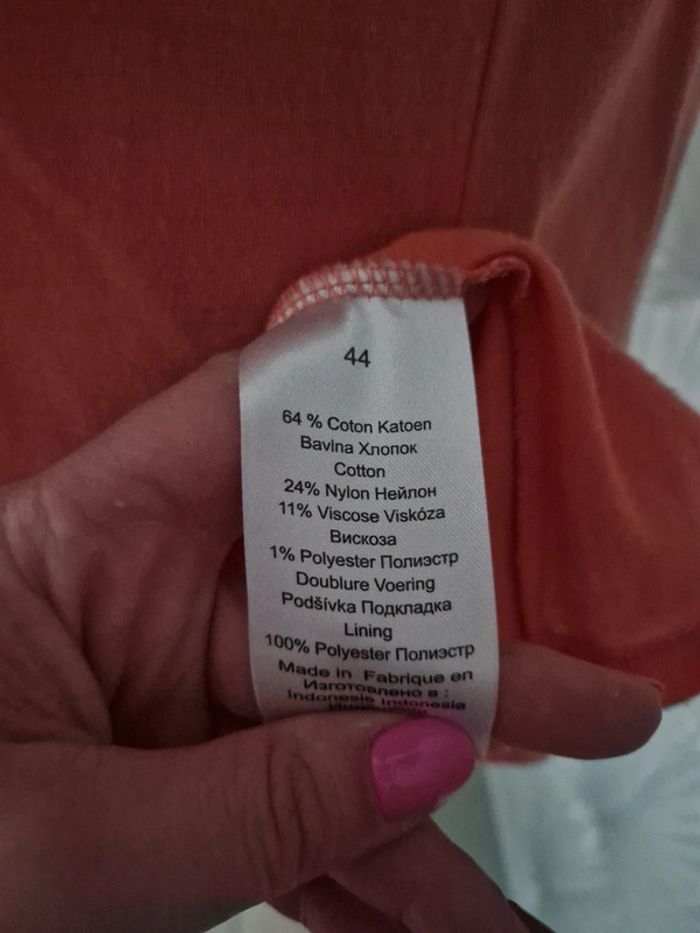 44
64 % Coton Katoen
Bavlna Хлопок
Cotton
24% Nylon Нейлон
11% Viscose Viskóza
Вискоза
1% Polyester Полиэстр
Doublure Voering
Podšívka Подкладка
Lining
100% Polyester Полиэстр
Made in Fabrique en
Изготовлено в :
Indonesie Indonesia